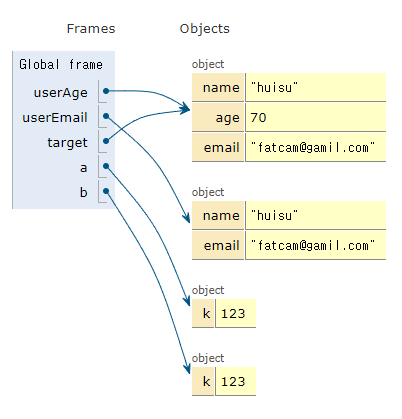 Frames Objects
Global frame
userAge
userEmail
target
a
b
object
name "huisu"
age 70
email "fatcam@gamil.com"
object
name "huisu"
email "fatcam@gamil.com"
object
k 123
object
k 123